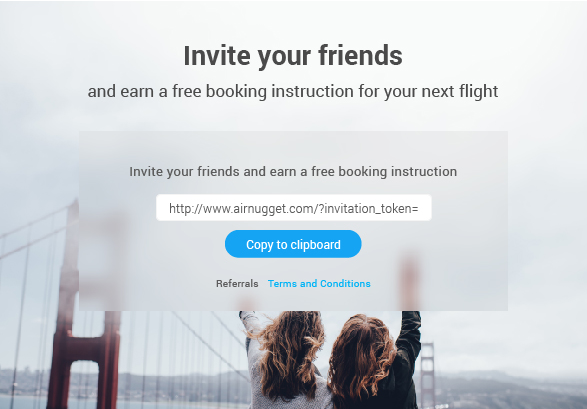 Invite your friends
and earn a free booking instruction for your next flight
Invite your friends and earn a free booking instruction
http://www.airnugget.com/?invitation_token=
Copy to clipboard
Referrals Terms and Conditions